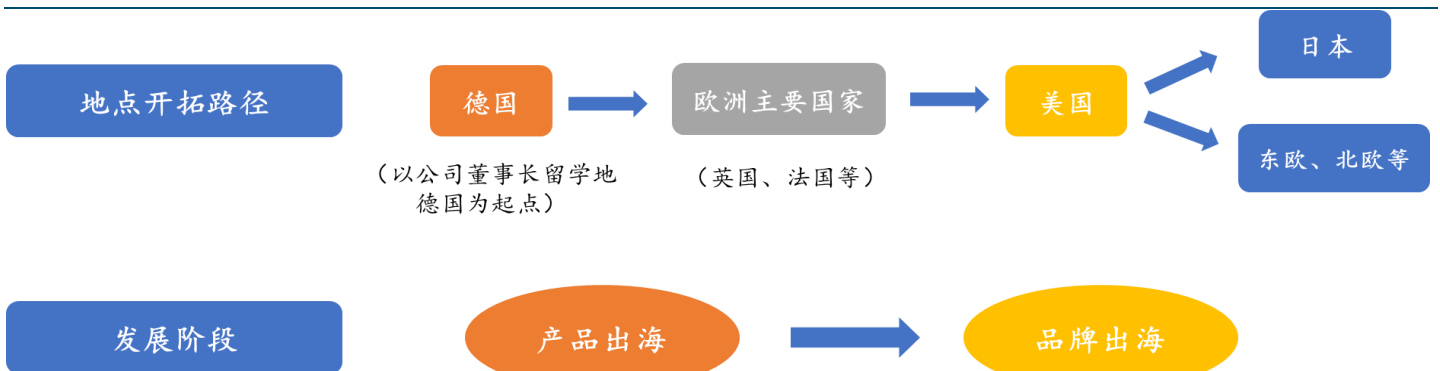 地点开拓路径
德国
欧洲主要国家
美国
日本
东欧、北欧等
（以公司董事长留学地
德国为起点）
（英国、法国等）
发展阶段
产品出海
品牌出海